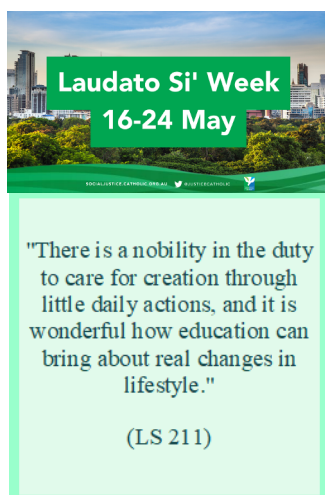 Laudato Si' Week
16-24 May
SOCIALJUSTICE.CATHOLIC.ORG.AU @JUSTICECATHOLIC
"There is a nobility in the duty
to care for creation through
little daily actions, and it is
wonderful how education can
bring about real changes in
lifestyle."
(LS 211)